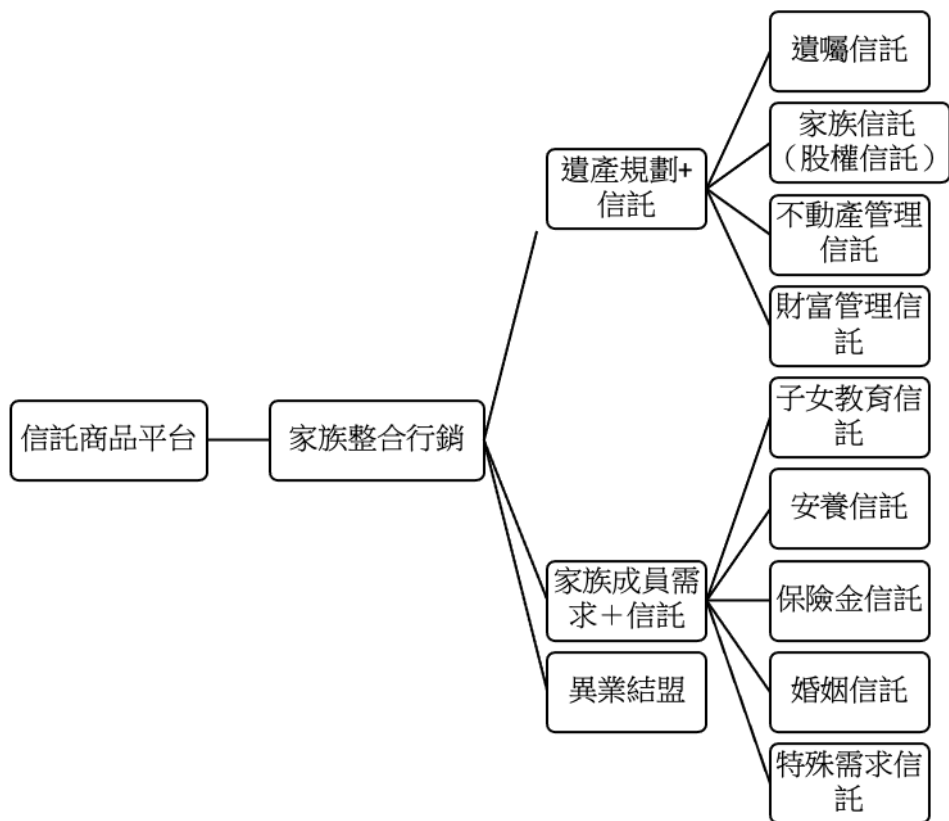 信託商品平台
家族整合行銷
遺產規劃+
信託
遺囑信託
家族信託
（股權信託）
不動產管理
信託
財富管理信
託
家族成員需
求＋信託
子女教育信
託
安養信託
保險金信託
婚姻信託
特殊需求信
託
異業結盟